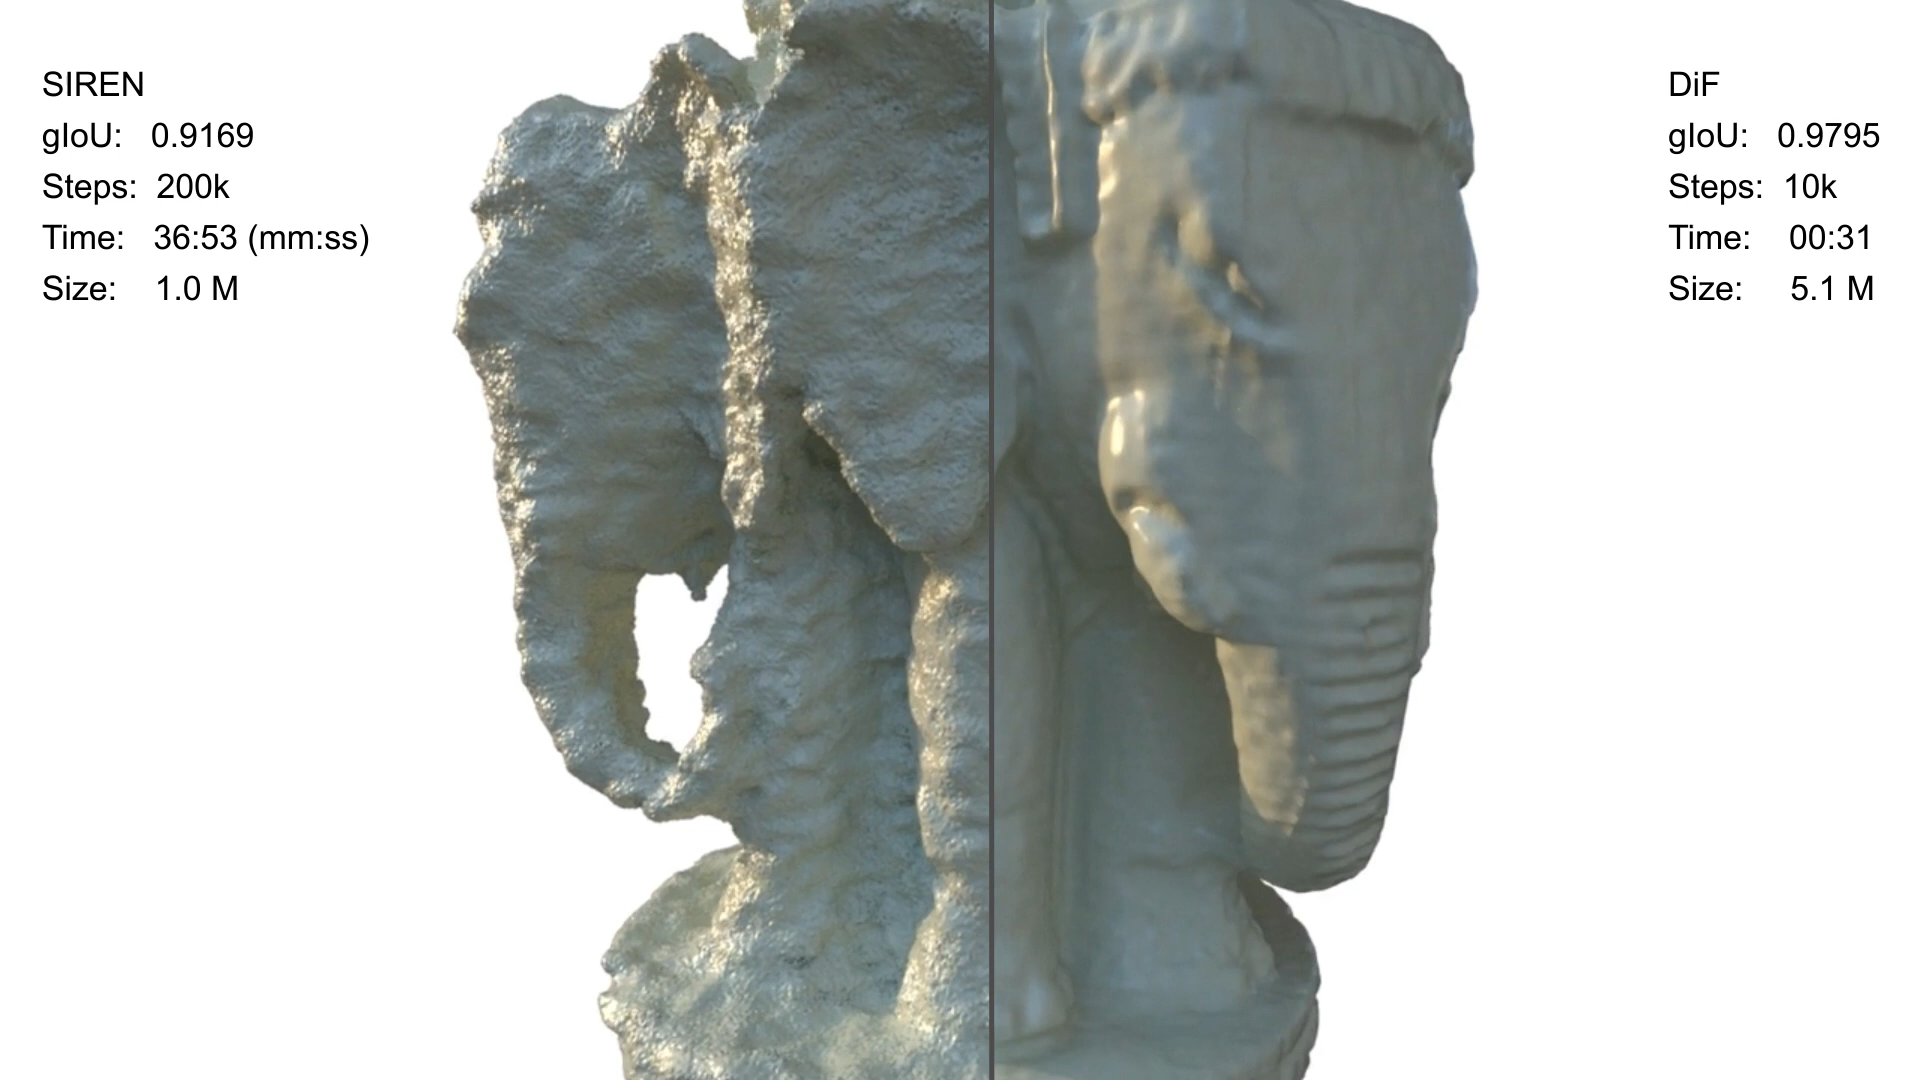 SIREN
gIoU: 0.9169
Steps: 200k
Time: 36:53 (mm:ss)
Size: 1.0 M
DiF
gIoU: 0.9795
Steps: 10k
Time: 00:31
Size: 5.1 M